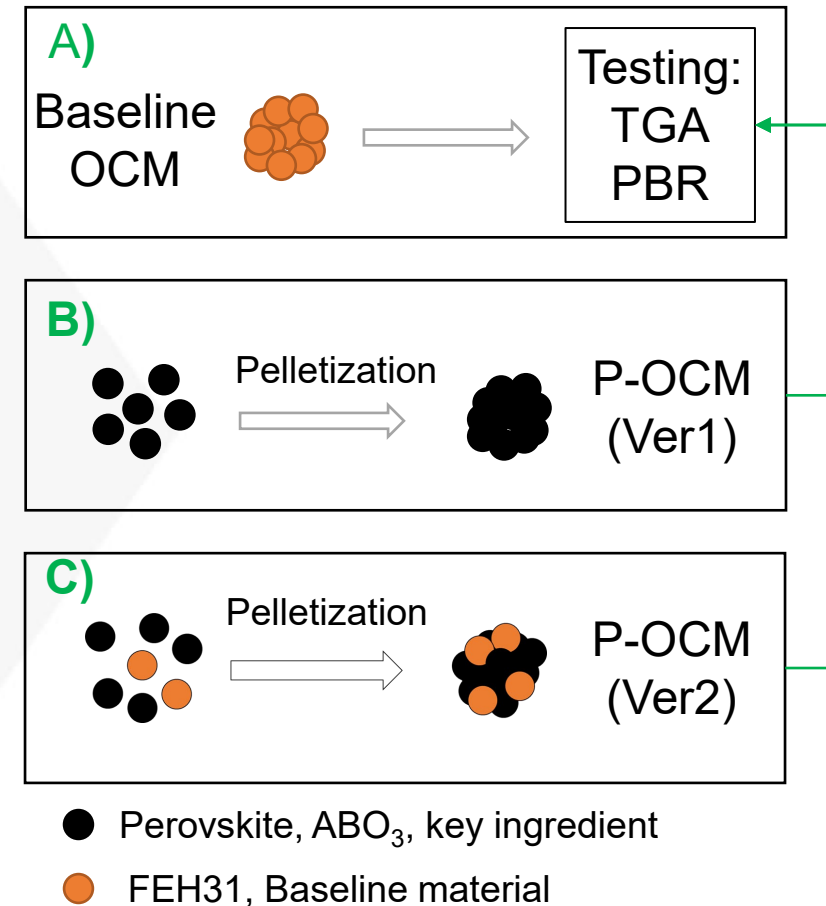 A)
Baseline
OCM
Testing:
TGA
PBR
B)
Pelletization
P-OCM
(Ver1)
C)
Pelletization
P-OCM
(Ver2)
Perovskite, ABO₃, key ingredient
FEH31, Baseline material